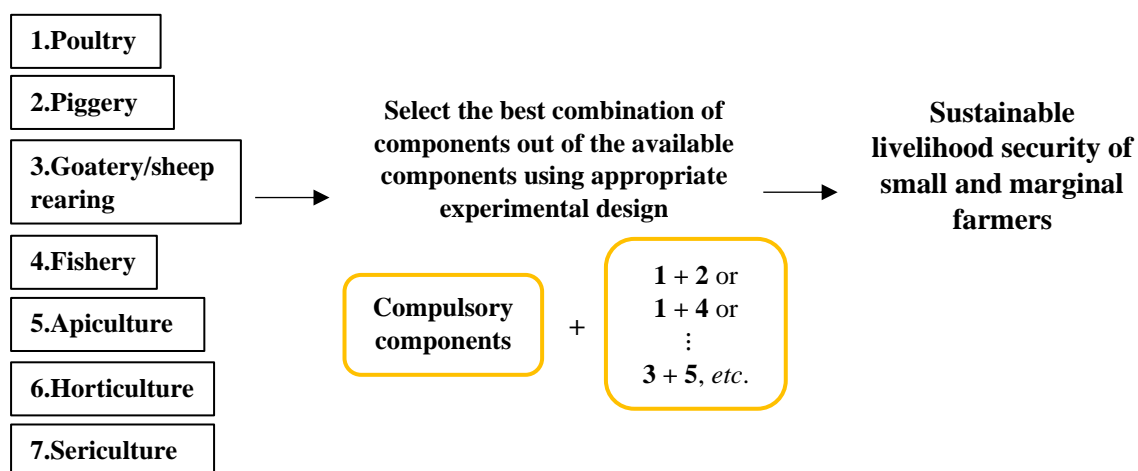 1.Poultry
2.Piggery
3.Goatery/sheep
rearing
4.Fishery
5.Apiculture
6.Horticulture
7.Sericulture
Select the best combination of
components out of the available
components using appropriate
experimental design
Compulsory
components
+
1 + 2 or
1 + 4 or
⋮
3 + 5, etc.
Sustainable
livelihood security of
small and marginal
farmers